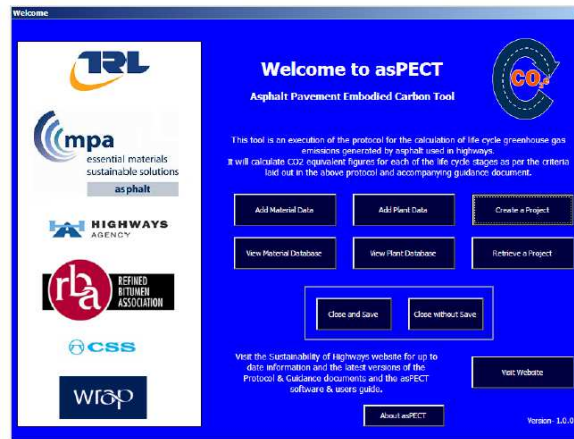 Welcome
TRL
mpa
essential materials
sustainable solutions
asphalt
HIGHWAYS
AGENCY
rba
REFINED
BITUMEN
ASSOCIATION
CSS
wrap
Welcome to asPECT
Asphalt Pavement Embodied Carbon Tool
CO2e
This tool is an execution of the protocol for the calculation of life cycle greenhouse gas
emissions generated by asphalt used in highways.
It will calculate CO2 equivalent figures for each of the life cycle stages as per the criteria
laid out in the above protocol and accompanying guidance document.
Add Material Data
Add Plant Data
Create a Project
View Material Database
View Plant Database
Retrieve a Project
Close and Save
Close without Save
Visit the Sustainability of Highways website for up to
date information and the latest versions of the
Protocol & Guidance documents and the asPECT
software & users guide.
Visit Website
About asPECT
Version- 1.0.0